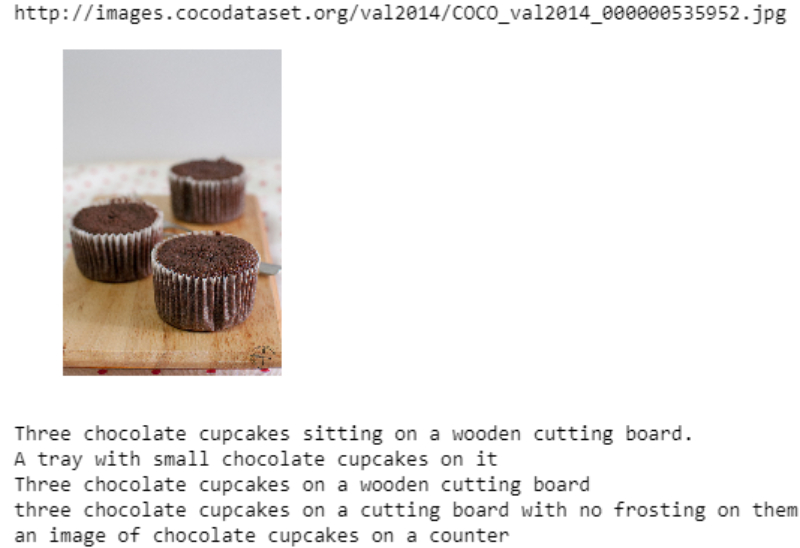 http://images.cocodataset.org/val2014/COCO_val2014_000000535952.jpg
Three chocolate cupcakes sitting on a wooden cutting board.
A tray with small chocolate cupcakes on it
Three chocolate cupcakes on a wooden cutting board
three chocolate cupcakes on a cutting board with no frosting on them
an image of chocolate cupcakes on a counter